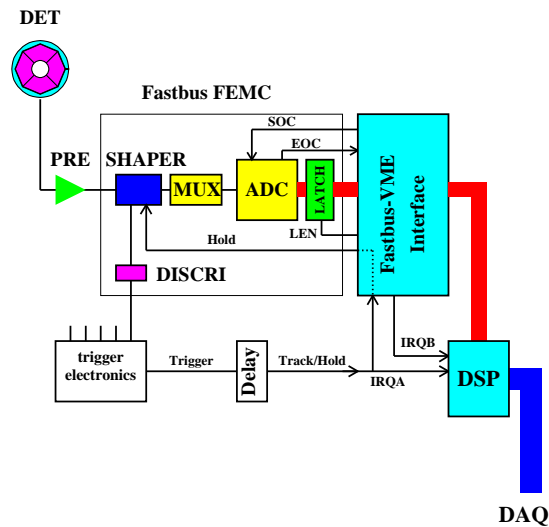 DET
Fastbus FEMC
SOC
EOC
PRE
SHAPER
MUX
ADC
LATCH
Fastbus-VME
Interface
LEN
Hold
DISCRI
IRQB
trigger
electronics
Trigger
Delay
Track/Hold
IRQA
DSP
DAQ